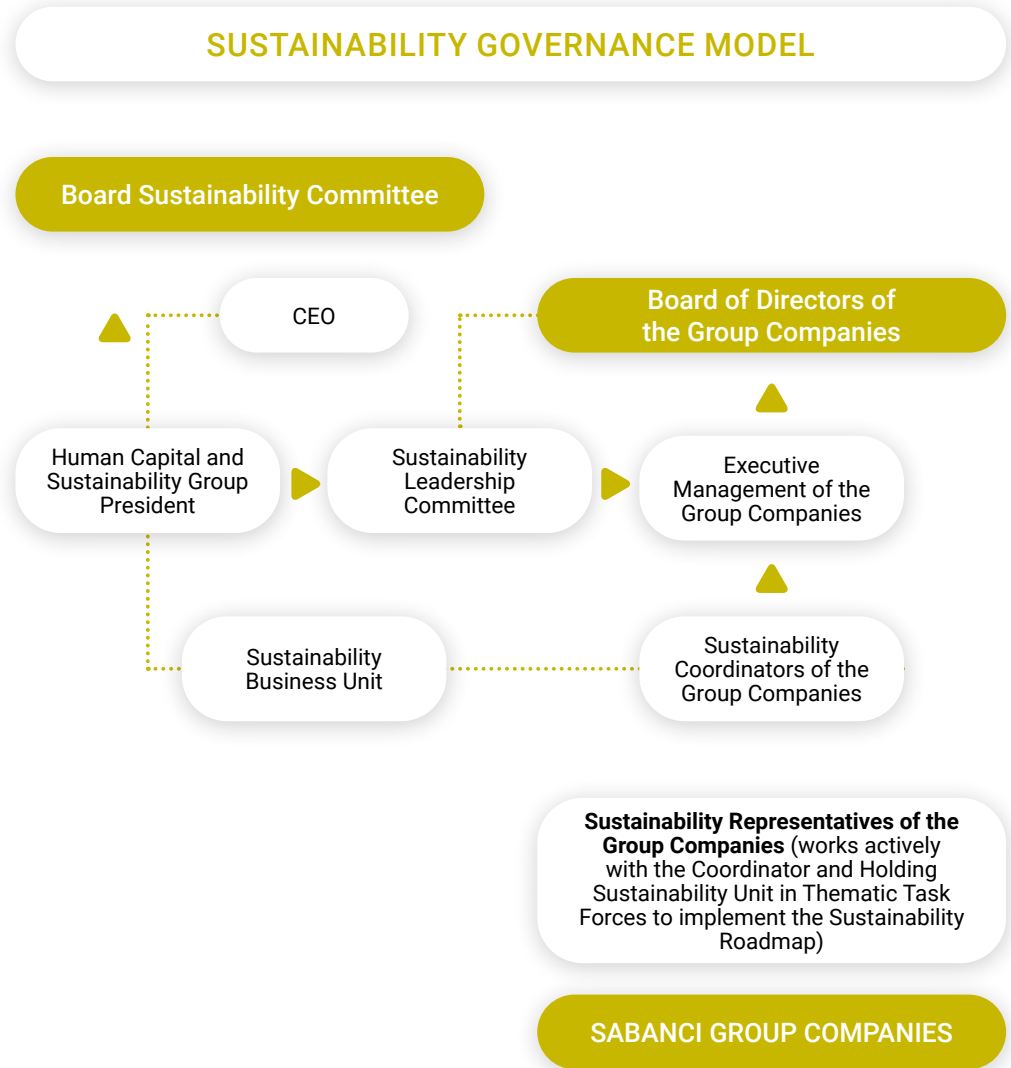 SUSTAINABILITY GOVERNANCE MODEL
Board Sustainability Committee
CEO
Board of Directors of
the Group Companies
Human Capital and
Sustainability Group
President
Sustainability
Leadership
Committee
Executive
Management of the
Group Companies
Sustainability
Business Unit
Sustainability
Coordinators of the
Group Companies
Sustainability Representatives of the
Group Companies (works actively
with the Coordinator and Holding
Sustainability Unit in Thematic Task
Forces to implement the Sustainability
Roadmap)
SABANCI GROUP COMPANIES